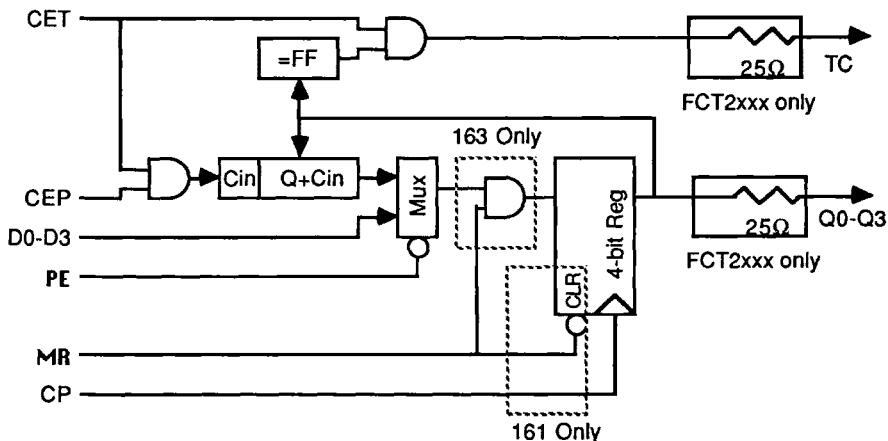 CET
=FF
25Ω
TC
FCT2xxx only
163 Only
Cin
Q+Cin
Mux
4-bit Reg
CEP
25Ω
Q0-Q3
D0-D3
FCT2xxx only
PE
CLR
MR
CP
161 Only